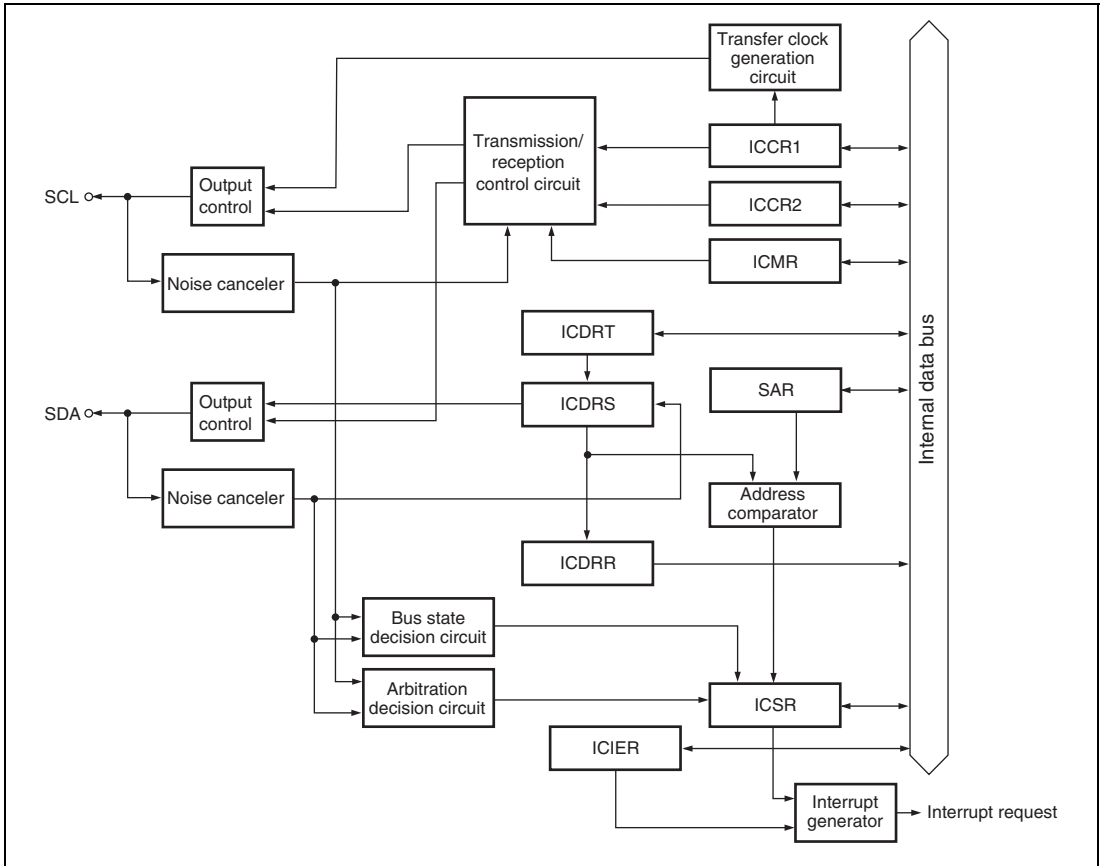 Transfer clock
generation
circuit
Transmission/
reception
control circuit
ICCR1
Output
control
SCL
ICCR2
ICMR
Noise canceler
ICDRT
Internal data bus
SAR
Output
control
ICDRS
SDA
Noise canceler
Address
comparator
ICDRR
Bus state
decision circuit
Arbitration
decision circuit
ICSR
ICIER
Interrupt
generator
Interrupt request